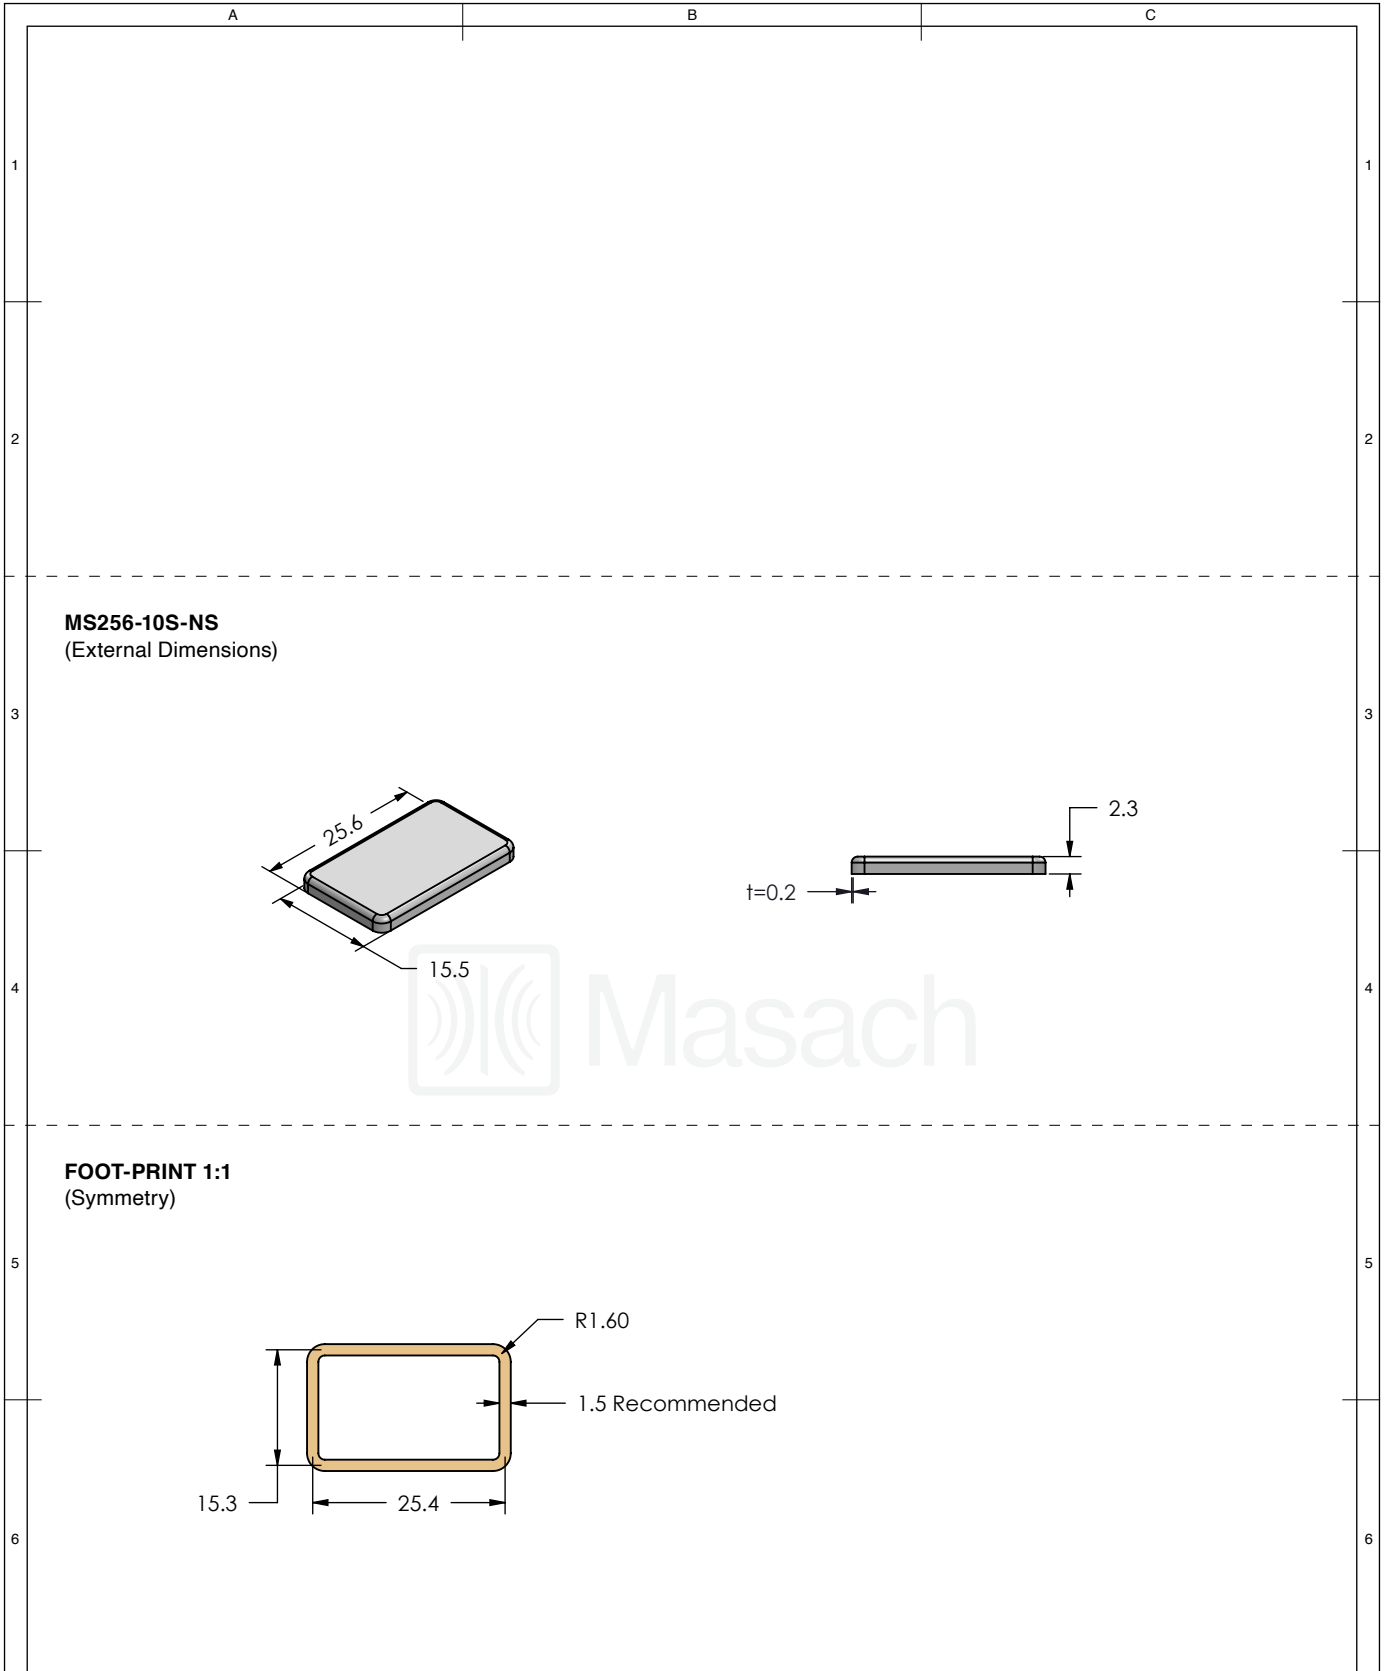 A B C
1 1
2 2
MS256-10S-NS
(External Dimensions)
3 3
25.6
2.3
t=0.2
15.5
Masach
4 4
FOOT-PRINT 1:1
(Symmetry)
5 5
R1.60
1.5 Recommended
15.3
25.4
6 6